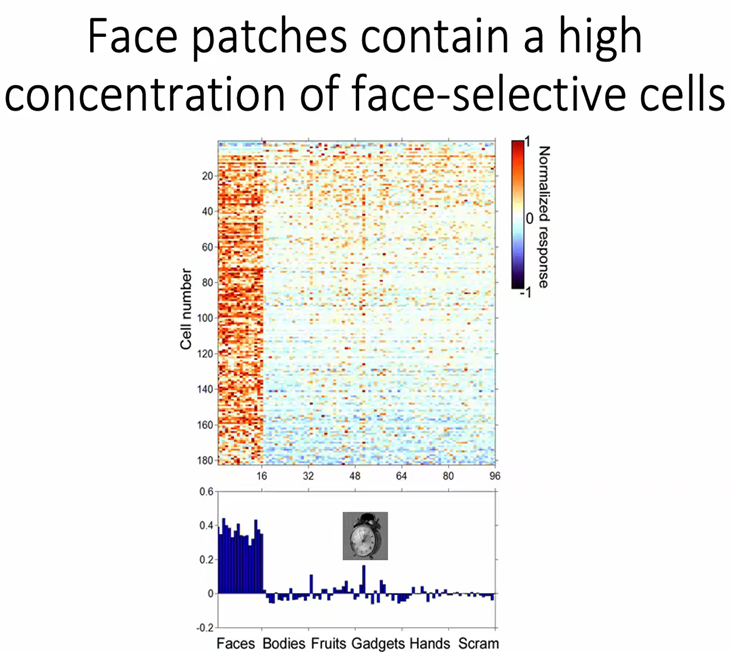 Face patches contain a high
concentration of face-selective cells
Cell number
20
40
60
80
100
120
140
160
180
16 32 48 64 80 96
1
0
-1
Normalized response
0.6
0.4
0.2
0
-0.2
Faces Bodies Fruits Gadgets Hands Scram